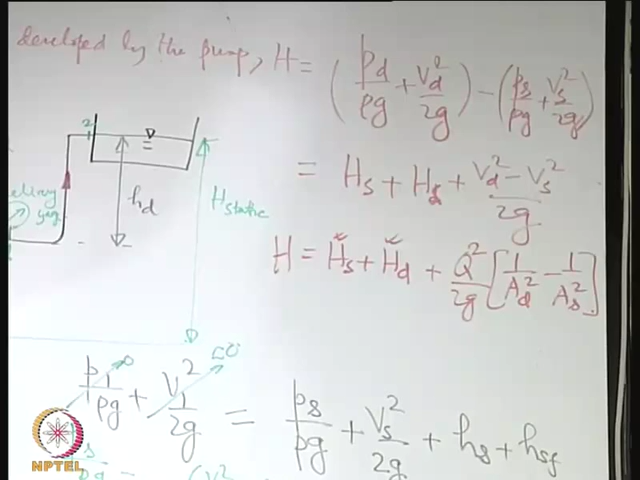 developed by the pump, H = (pd/ρg + Vd²/2g) - (ps/ρg + Vs²/2g)
= Hs + Hd + Vd² - Vs²/2g
H = Hs + Hd + Q²/2g [1/Ad² - 1/As²]
2
hd
Hstatic
p1/ρg + V1²/2g = ps/ρg + Vs²/2g + hs + hsf
NPTEL